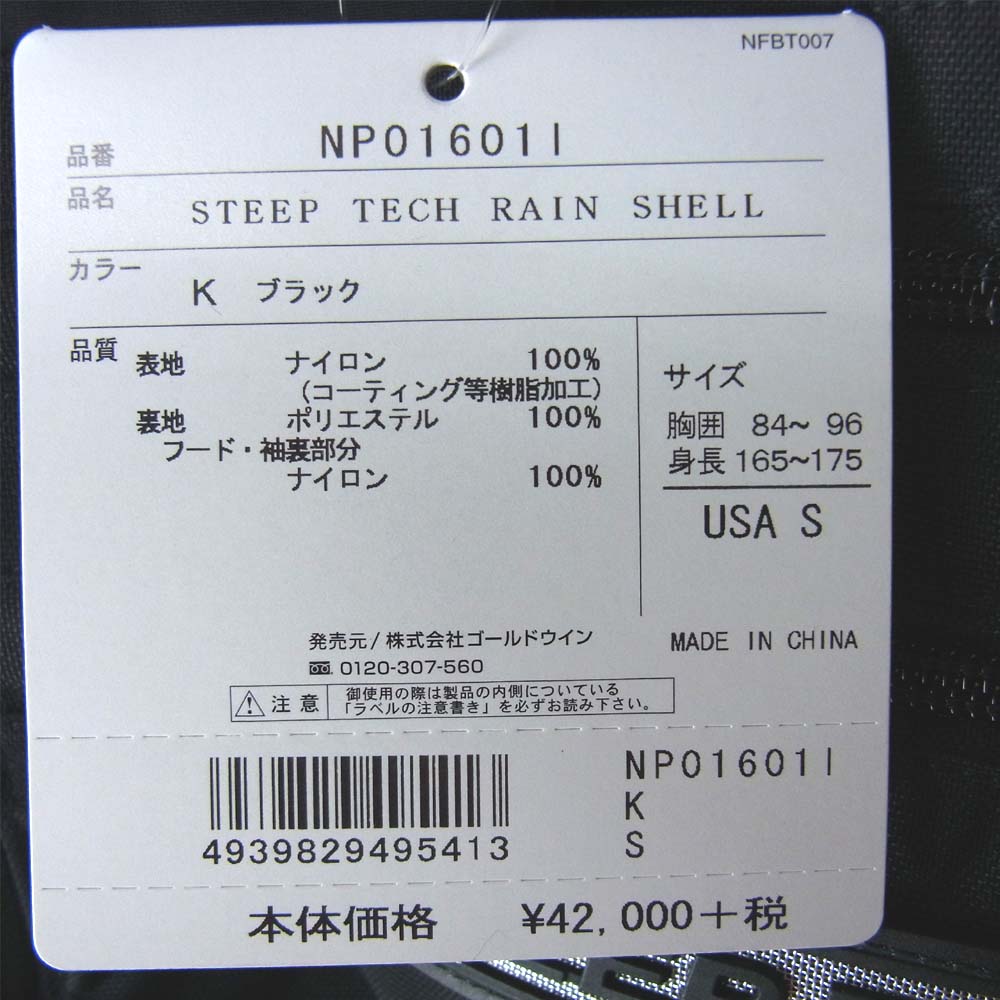 NFBT007
品番 NP01601I
品名 STEEP TECH RAIN SHELL
カラー K ブラック
品質 表地 ナイロン 100%
(コーティング等樹脂加工)
裏地 ポリエステル 100%
フード・袖裏部分
ナイロン 100%
サイズ
胸囲 84~ 96
身長 165~175
USA S
発売元/株式会社ゴールドウイン
0120-307-560
MADE IN CHINA
注意 御使用の際は製品の内側についている
「ラベルの注意書き」を必ずお読み下さい。
4939829495413
NP01601I
K
S
本体価格 ¥42,000+税